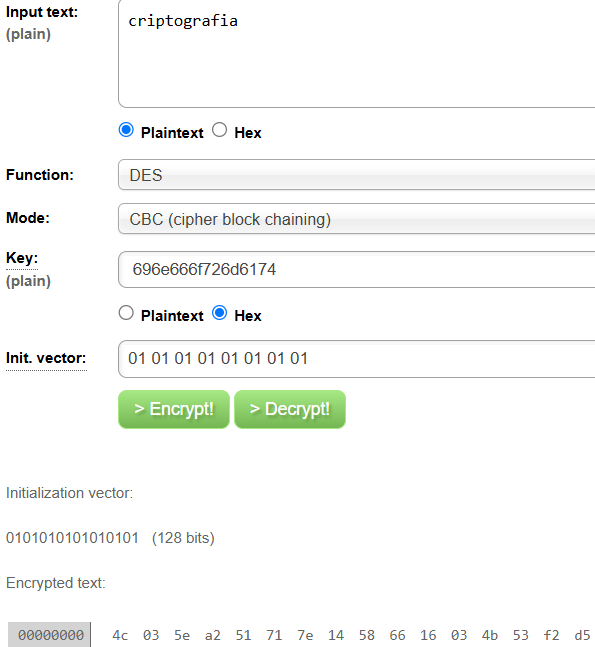 Input text:
(plain)
criptografia
Plaintext Hex
Function:
DES
Mode:
CBC (cipher block chaining)
Key:
(plain)
696e666f726d6174
Plaintext Hex
Init. vector:
01 01 01 01 01 01 01 01
> Encrypt! > Decrypt!
Initialization vector:
0101010101010101 (128 bits)
Encrypted text:
00000000 4c 03 5e a2 51 71 7e 14 58 66 16 03 4b 53 f2 d5